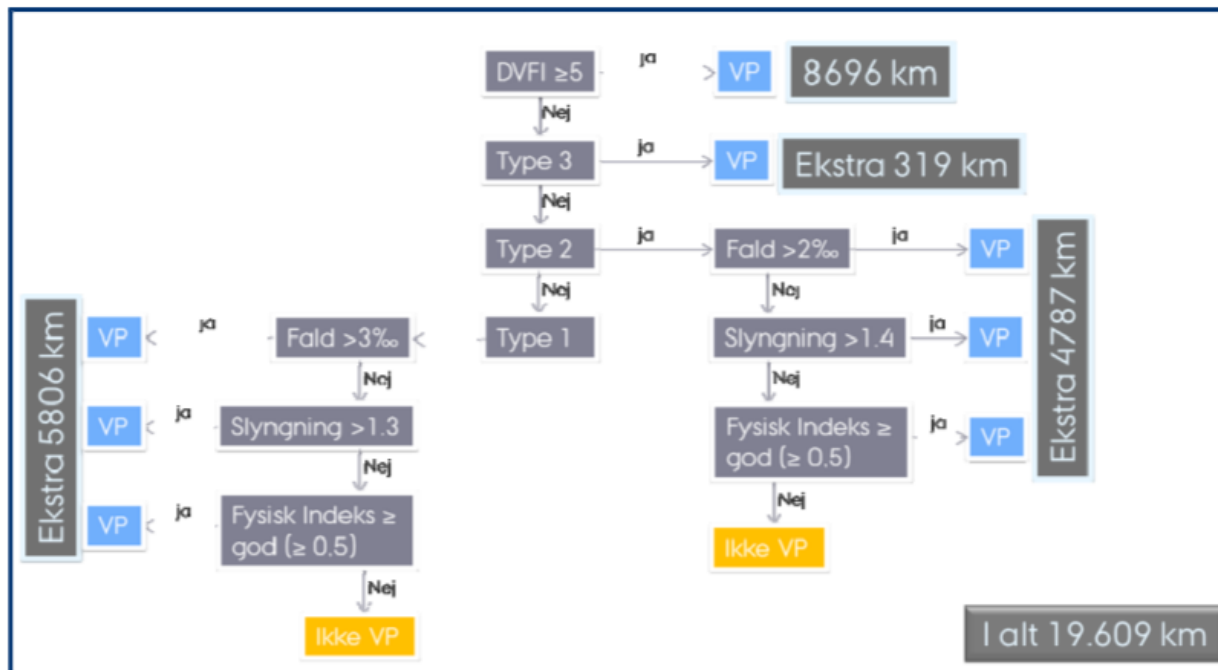 DVFI ≥5
ja
VP
8696 km
Nej
Type 3
ja
VP
Ekstra 319 km
Nej
Type 2
ja
Fald >2‰
ja
VP
Nej
Nej
Type 1
Slyngning >1.4
ja
VP
Nej
Fysisk Indeks ≥
god (≥ 0,5)
ja
VP
Ekstra 4787 km
Nej
Ikke VP
Fald >3‰
ja
VP
Nej
Slyngning >1.3
ja
VP
Nej
Fysisk Indeks ≥
god (≥ 0,5)
ja
VP
Ekstra 5806 km
Nej
Ikke VP
I alt 19.609 km